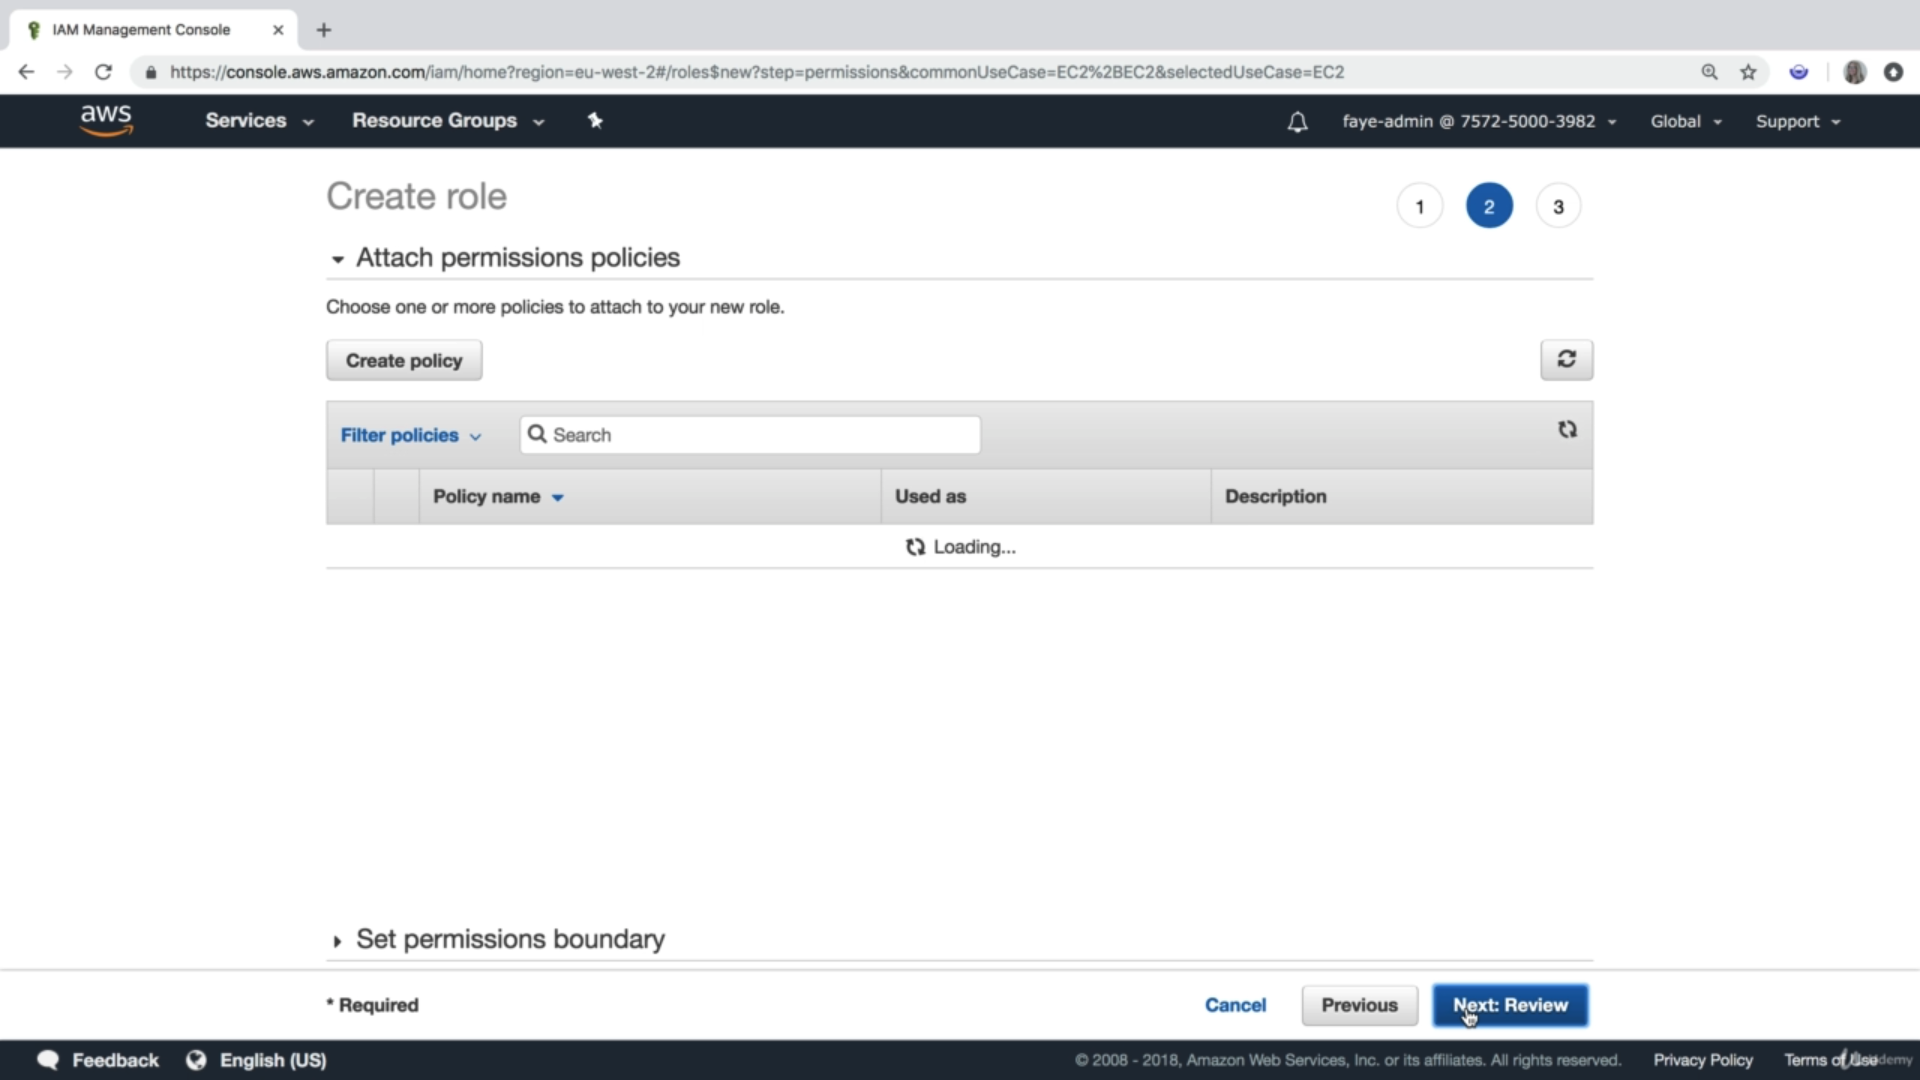 IAM Management Console
https://console.aws.amazon.com/iam/home?region=eu-west-2#/roles$new?step=permissions&commonUseCase=EC2%2BEC2&selectedUseCase=EC2
aws Services Resource Groups faye-admin @ 7572-5000-3982 Global Support
Create role
1 2 3
Attach permissions policies
Choose one or more policies to attach to your new role.
Create policy
Filter policies Search
Policy name Used as Description
Loading...
Set permissions boundary
* Required Cancel Previous Next: Review
Feedback English (US) © 2008 - 2018, Amazon Web Services, Inc. or its affiliates. All rights reserved. Privacy Policy Terms of Use